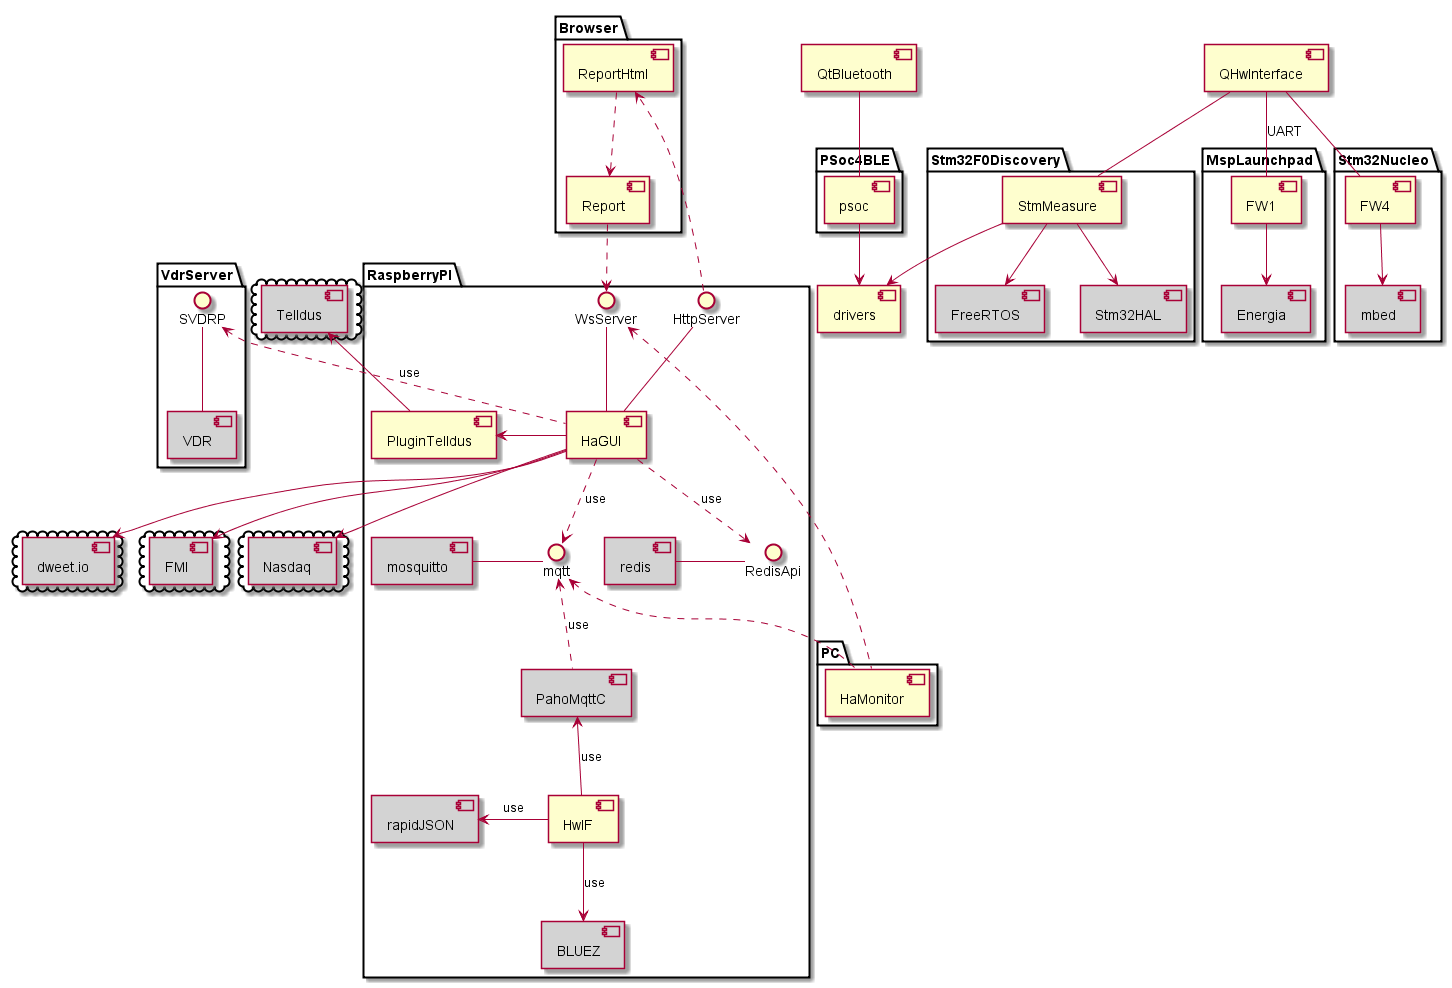 Browser
ReportHtml
QtBluetooth
QHwInterface
UART
PSoc4BLE
Stm32F0Discovery
MspLaunchpad
Stm32Nucleo
Report
psoc
StmMeasure
FW1
FW4
VdrServer
RaspberryPI
SVDRP
Telldus
WsServer
HttpServer
drivers
FreeRTOS
Stm32HAL
Energia
mbed
use
VDR
PluginTelldus
HaGUI
use
use
dweet.io
FMI
Nasdaq
mosquitto
mqtt
redis
RedisApi
use
PC
PahoMqttC
HaMonitor
use
rapidJSON
use
HwIF
use
BLUEZ